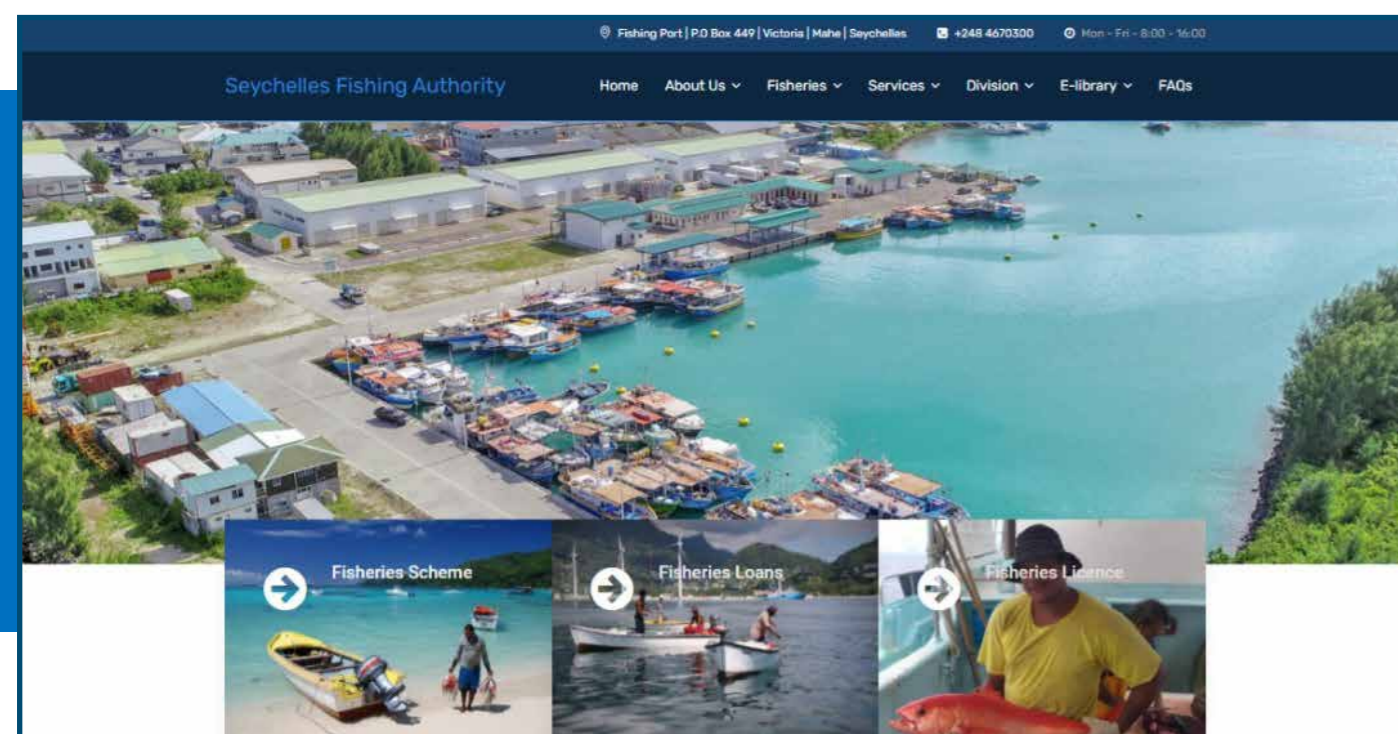 Fishing Port | P.O Box 449 | Victoria | Mahe | Seychelles +248 4670300 Mon - Fri - 8:00 - 16:00
Seychelles Fishing Authority Home About Us Fisheries Services Division E-library FAQs
Fisheries Scheme Fisheries Loans Fisheries Licence